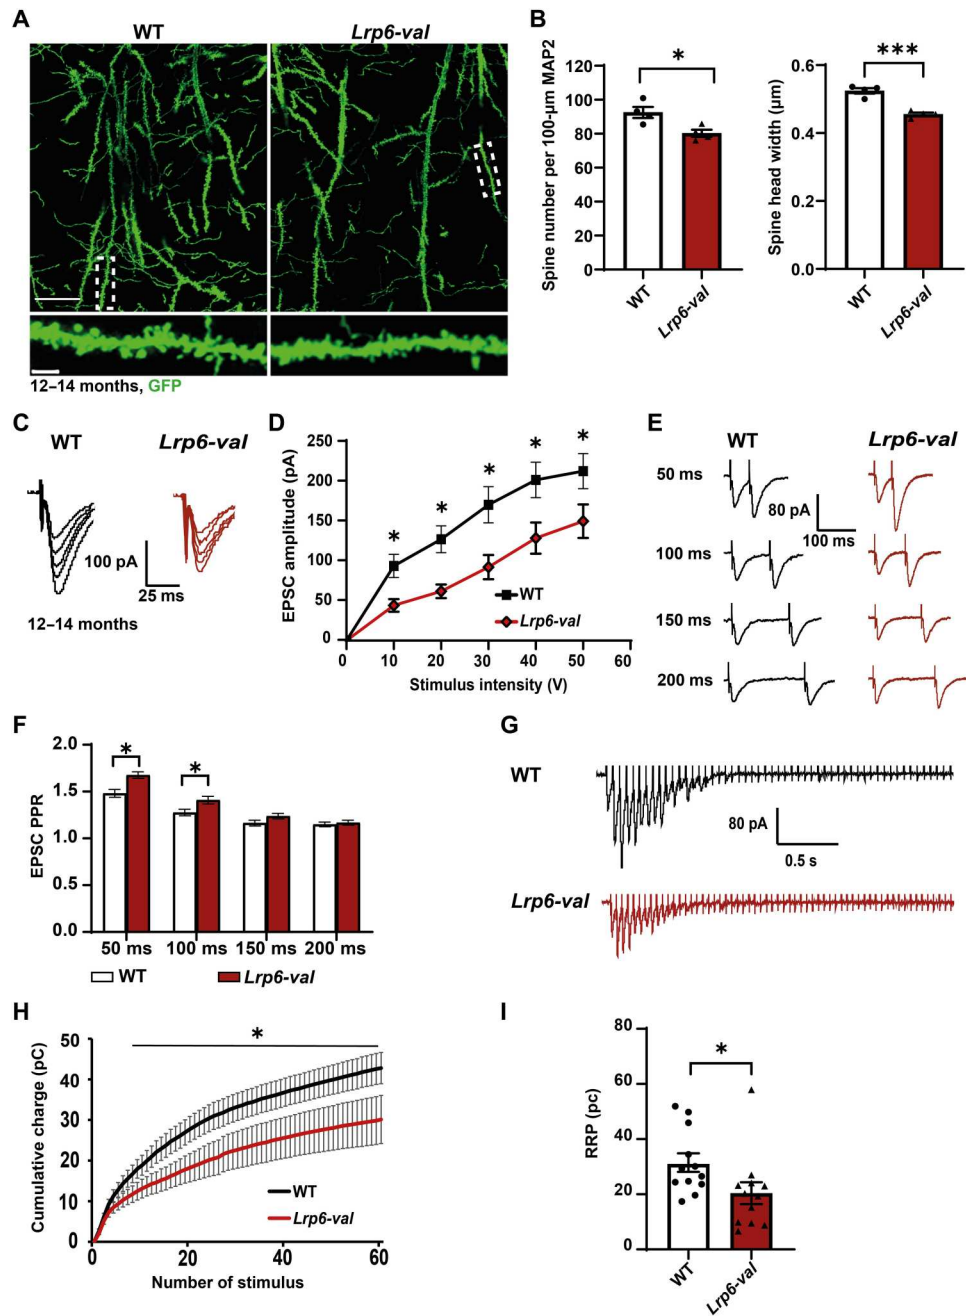 A
WT
Lrp6-val
12–14 months, GFP
B
*
Spine number per 100-μm MAP2
120
100
80
60
40
20
0
WT
Lrp6-val
***
Spine head width (μm)
0.6
0.4
0.2
0.0
WT
Lrp6-val
C
WT
Lrp6-val
100 pA
25 ms
12–14 months
D
EPSC amplitude (pA)
250
200
150
100
50
0
* * * * *
WT
Lrp6-val
0 10 20 30 40 50 60
Stimulus intensity (V)
E
WT
Lrp6-val
50 ms
80 pA
100 ms
100 ms
150 ms
200 ms
F
EPSC PPR
2.0
1.5
1.0
0.5
0.0
* *
50 ms 100 ms 150 ms 200 ms
WT
Lrp6-val
G
WT
80 pA
0.5 s
Lrp6-val
H
*
Cumulative charge (pC)
50
40
30
20
10
0
WT
Lrp6-val
0 20 40 60
Number of stimulus
I
*
RRP (pc)
80
60
40
20
0
WT
Lrp6-val